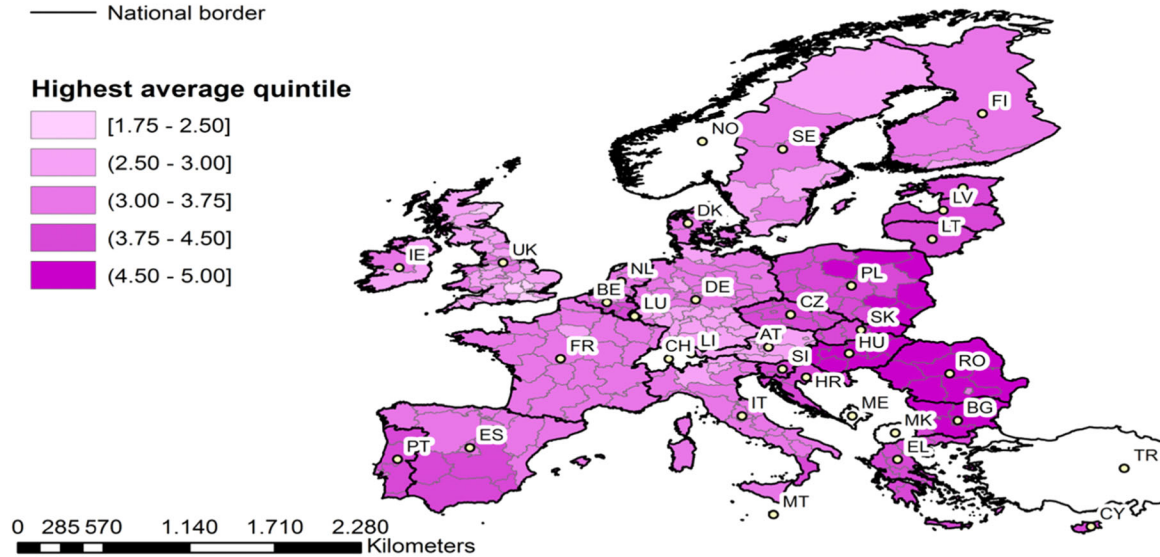 National border
Highest average quintile
[1.75 - 2.50]
(2.50 - 3.00]
(3.00 - 3.75]
(3.75 - 4.50]
(4.50 - 5.00]
NO
SE
FI
LV
LT
DK
IE
UK
NL
BE
DE
PL
LU
CZ
SK
FR
CH
LI
AT
HU
SI
RO
HR
IT
ME
BG
MK
PT
ES
EL
TR
MT
CY
0 285 570 1.140 1.710 2.280
Kilometers